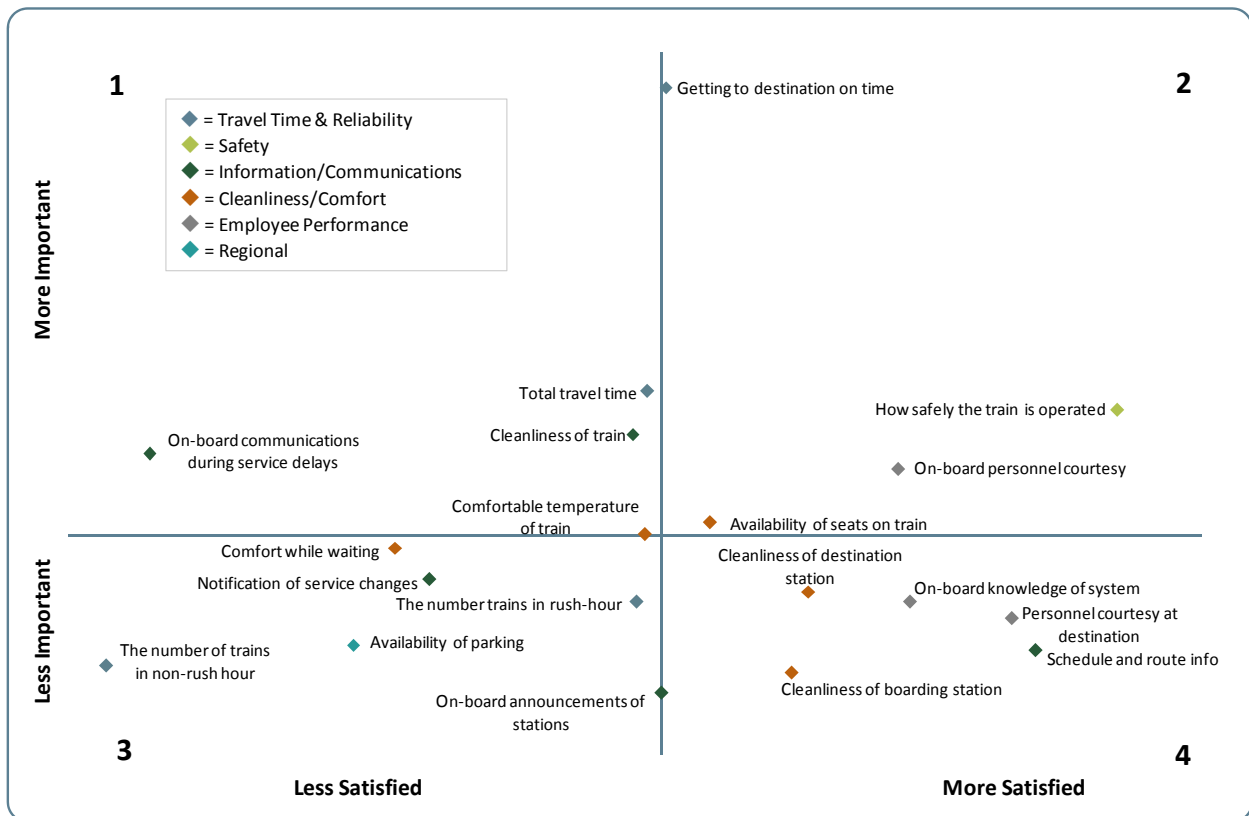 1
2
Getting to destination on time
= Travel Time & Reliability
= Safety
= Information/Communications
= Cleanliness/Comfort
= Employee Performance
= Regional
More Important
Total travel time
How safely the train is operated
Cleanliness of train
On-board communications
during service delays
On-board personnel courtesy
Comfortable temperature
of train
Availability of seats on train
Comfort while waiting
Cleanliness of destination
station
Notification of service changes
On-board knowledge of system
The number trains in rush-hour
Personnel courtesy at
destination
Availability of parking
The number of trains
in non-rush hour
Schedule and route info
Cleanliness of boarding station
On-board announcements of
stations
Less Important
3
4
Less Satisfied
More Satisfied